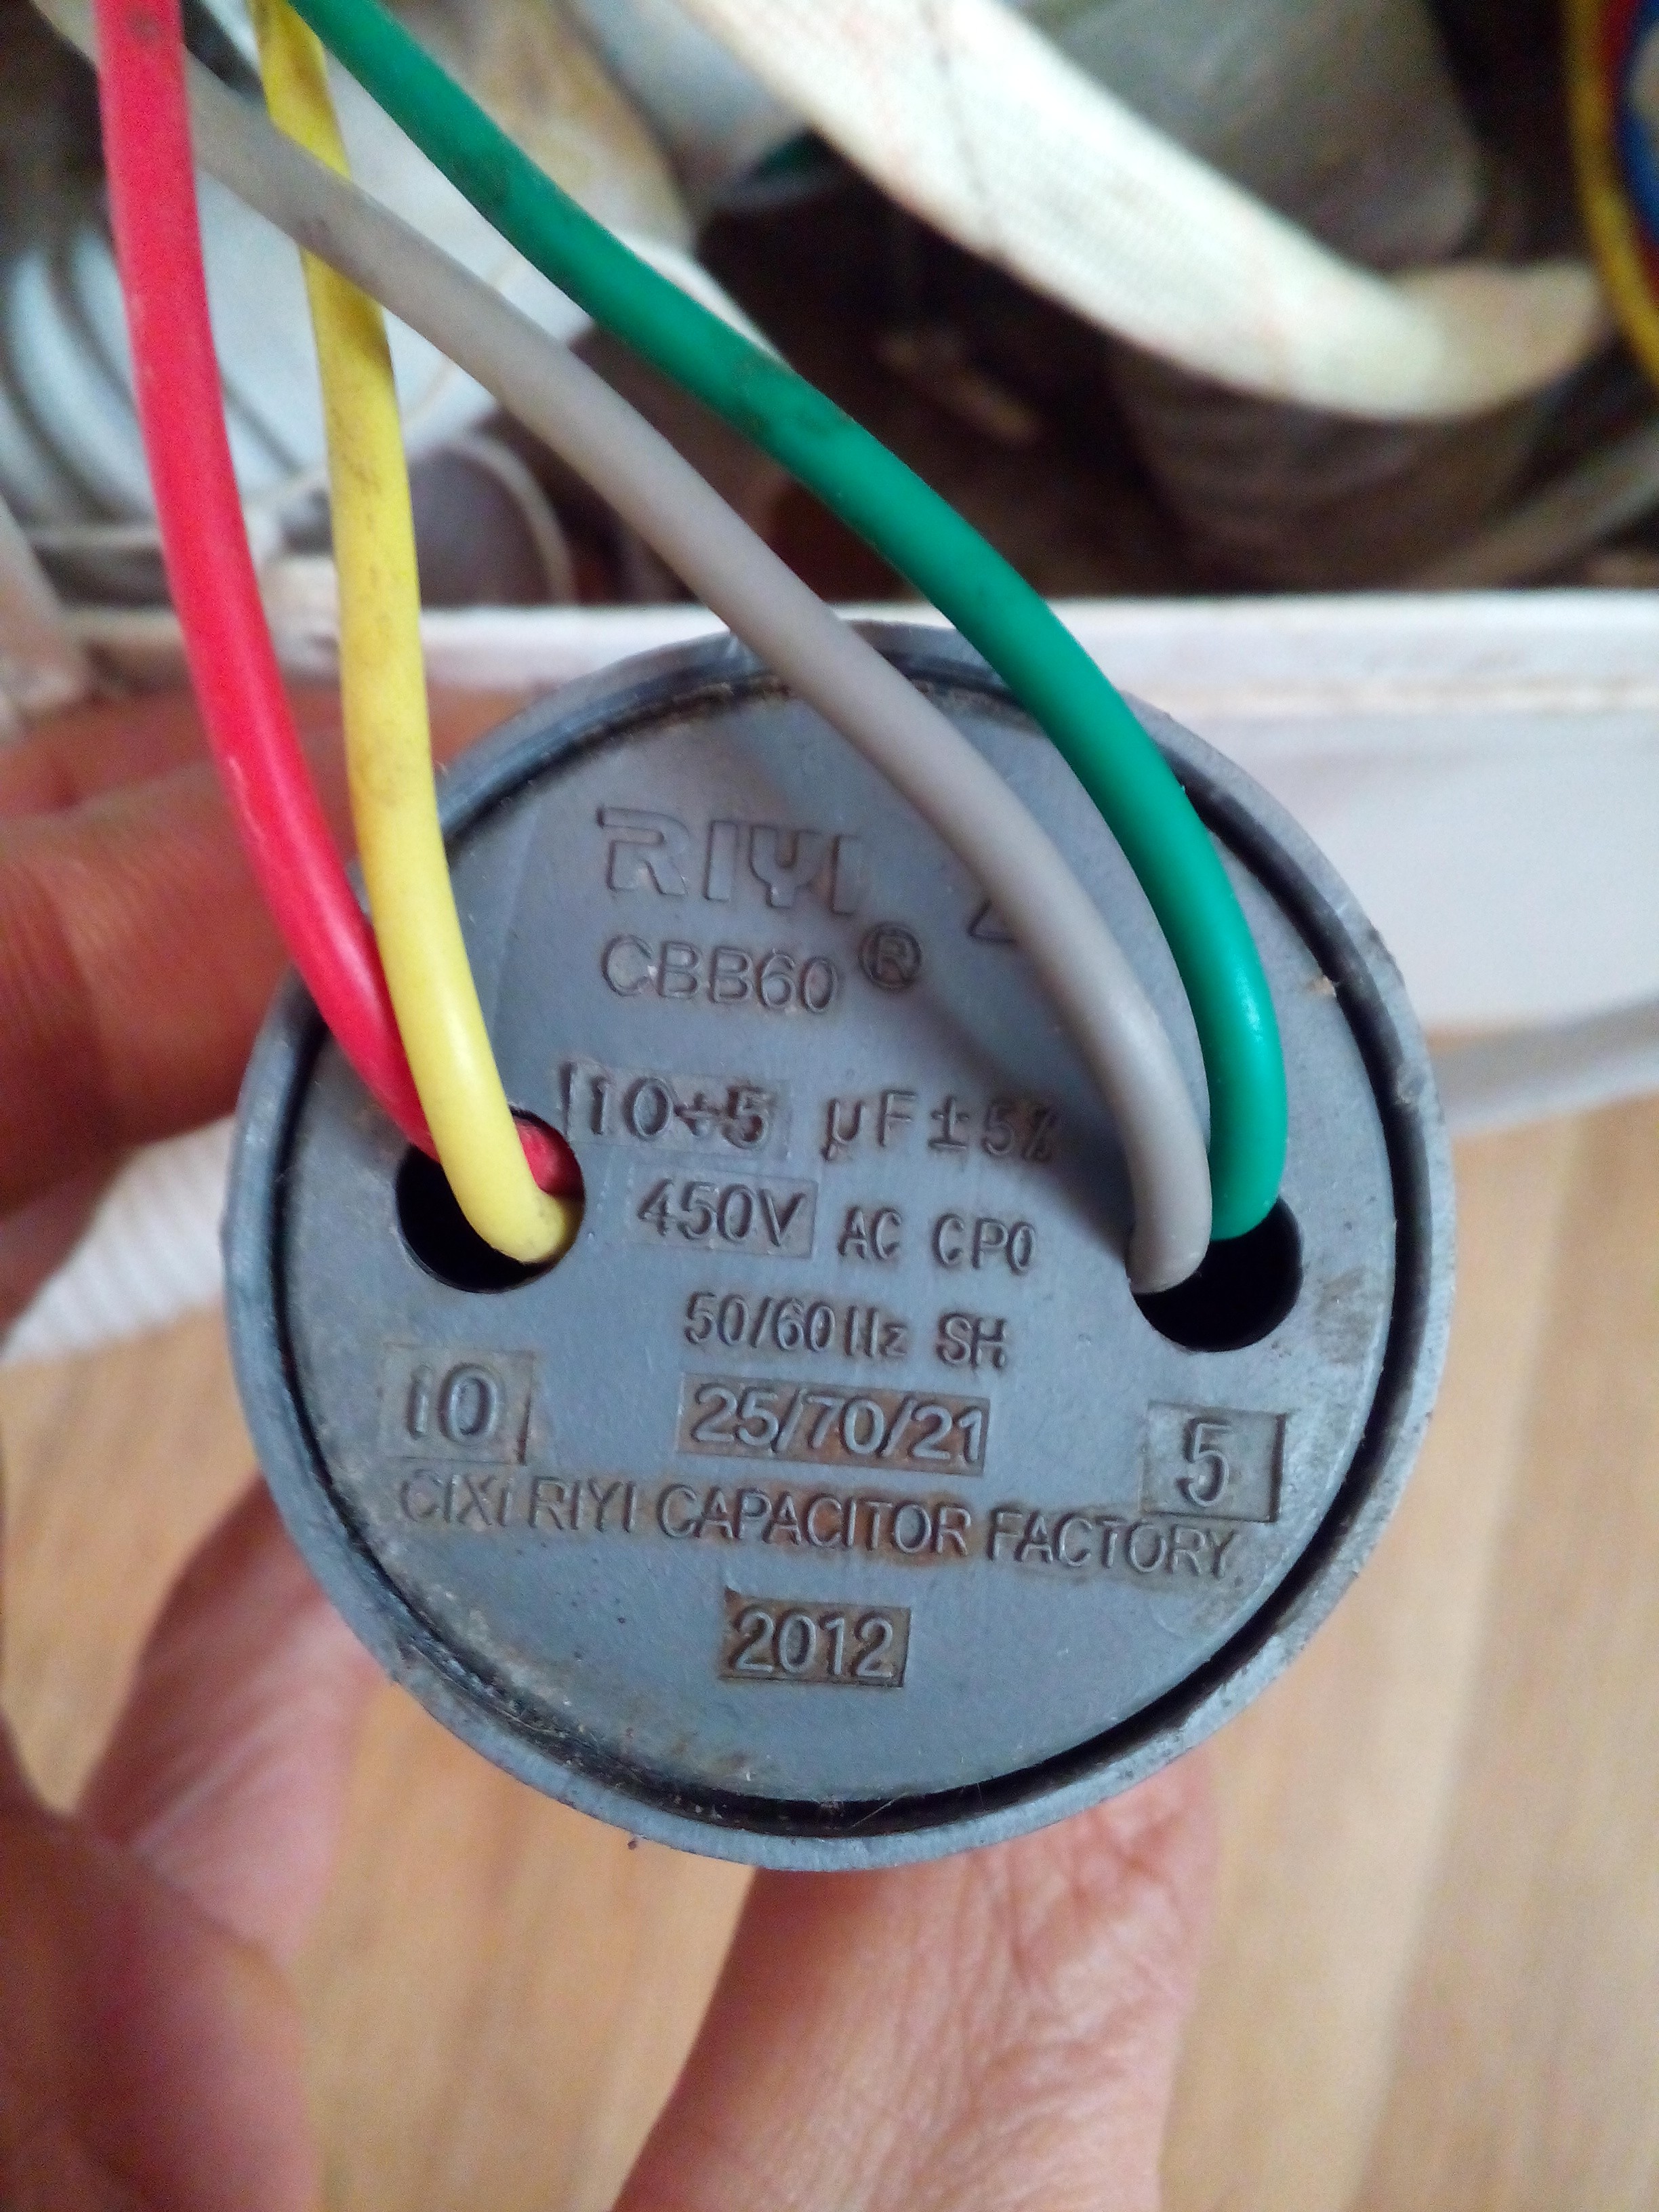 RIYI
CBB60®
10+5 μF±5%
450V AC CPO
50/60Hz SH
10 25/70/21 5
CIXI RIYI CAPACITOR FACTORY
2012